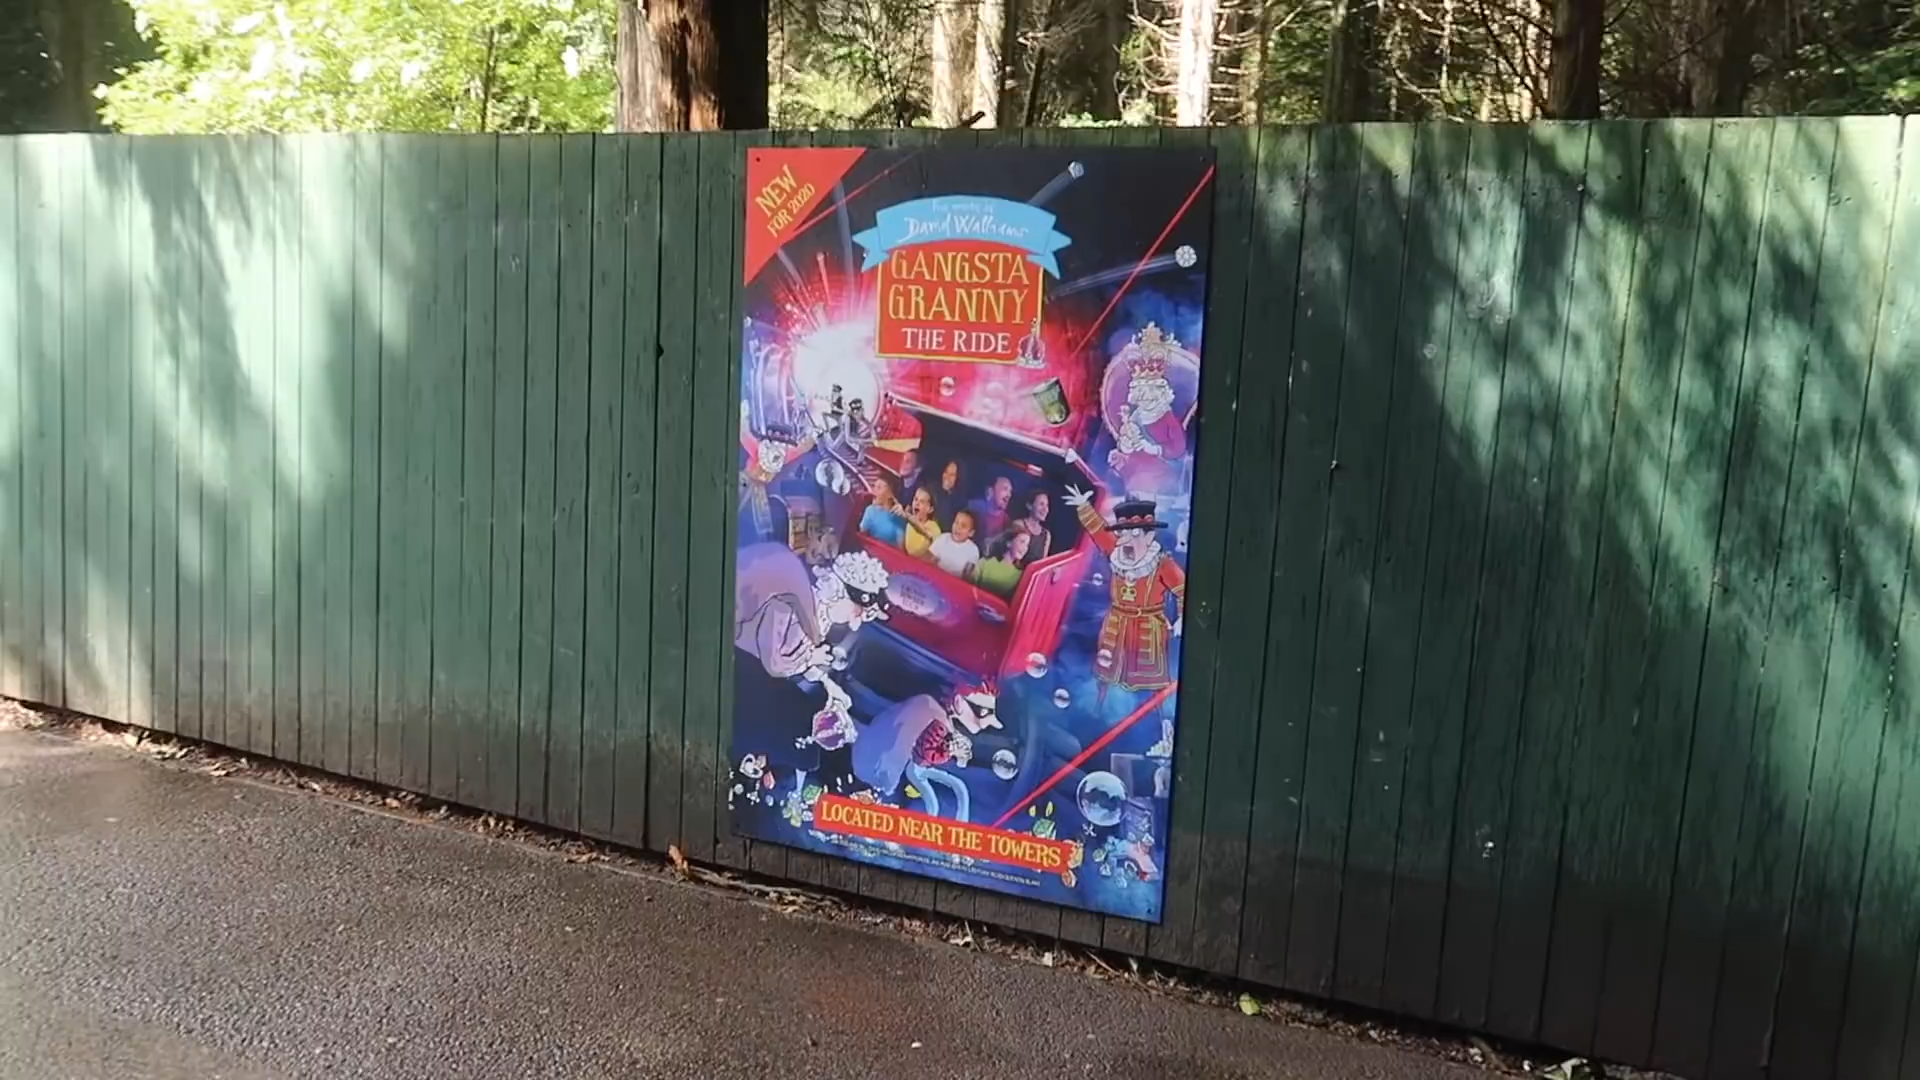 NEW
FOR 2020
The World of
David Walliams
GANGSTA
GRANNY
THE RIDE
LOCATED NEAR THE TOWERS